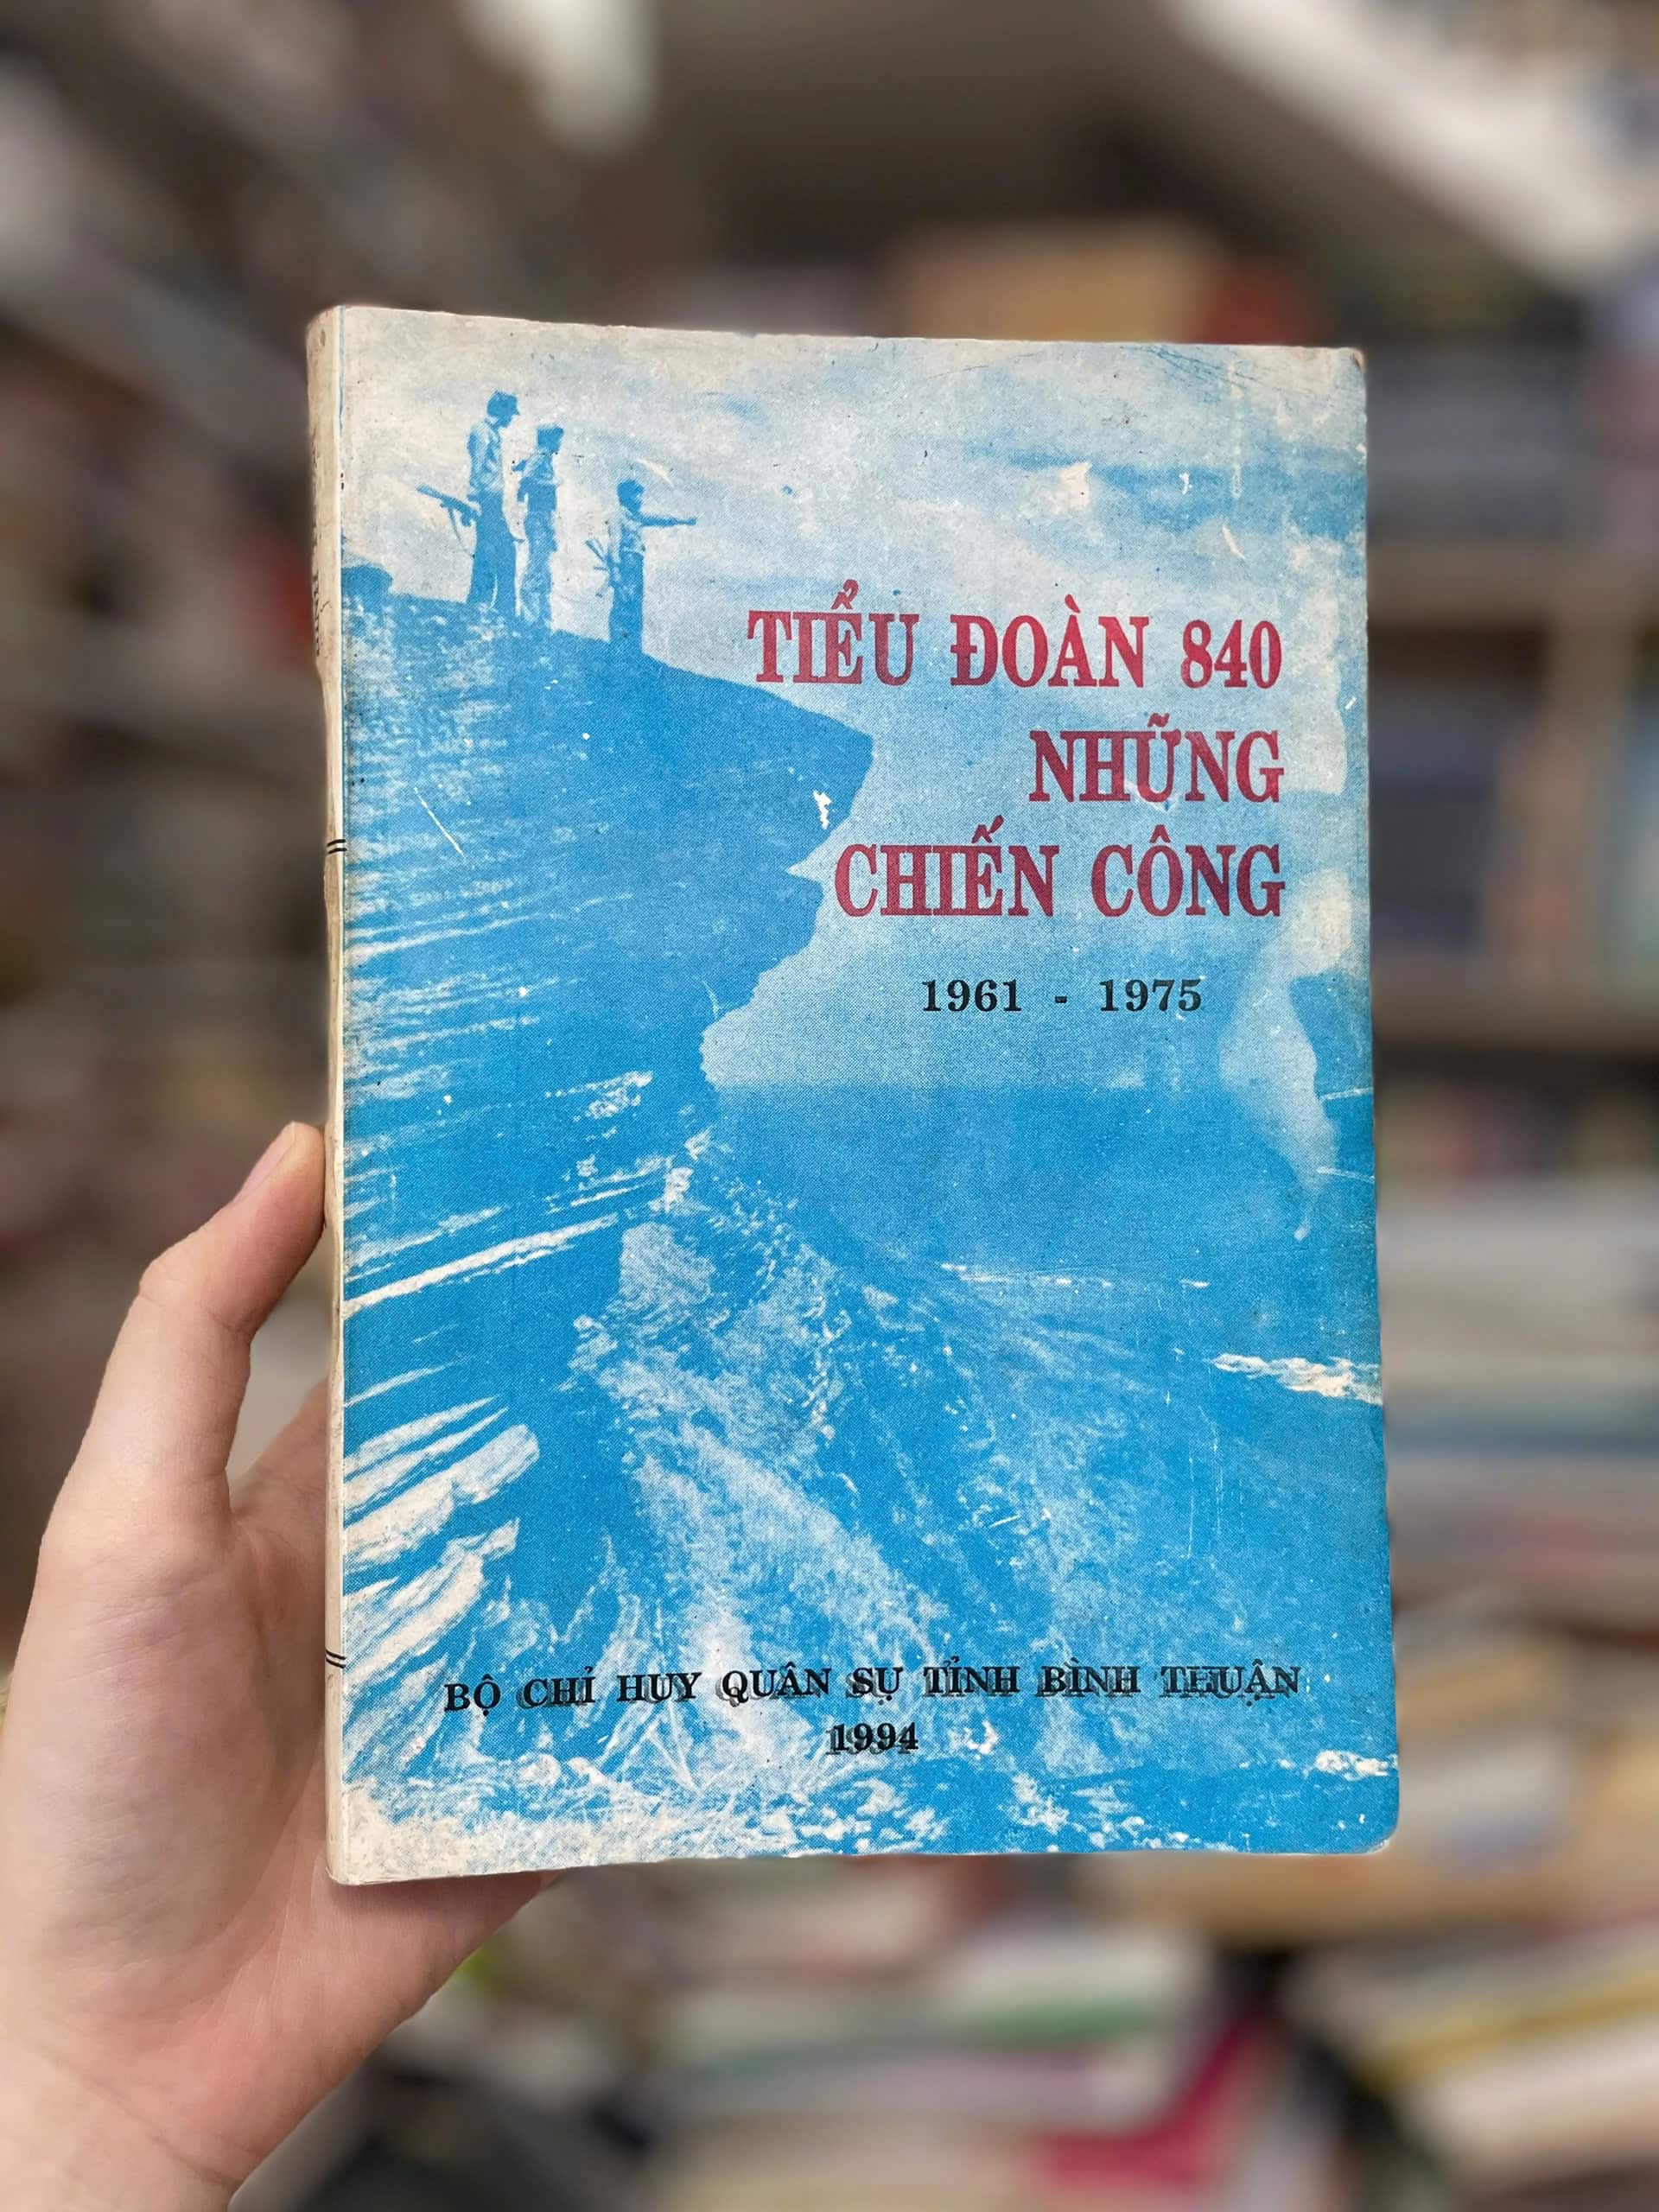 TIỂU ĐOÀN 840
NHỮNG
CHIẾN CÔNG
1961 - 1975
BỘ CHỈ HUY QUÂN SỰ TỈNH BÌNH THUẬN
1994